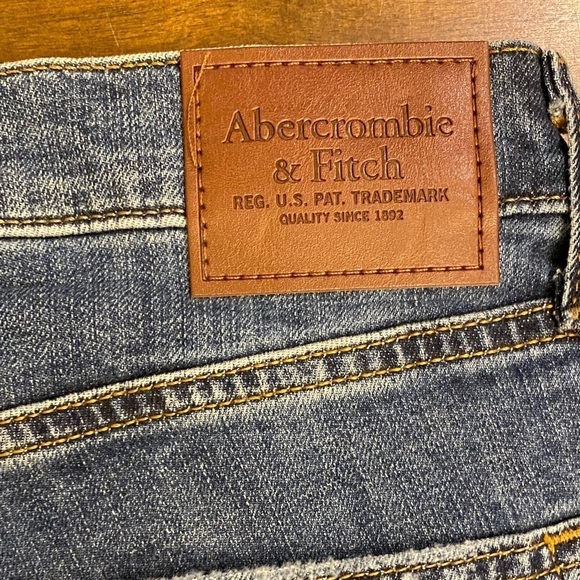 Abercrombie
& Fitch
REG. U.S. PAT. TRADEMARK
QUALITY SINCE 1892